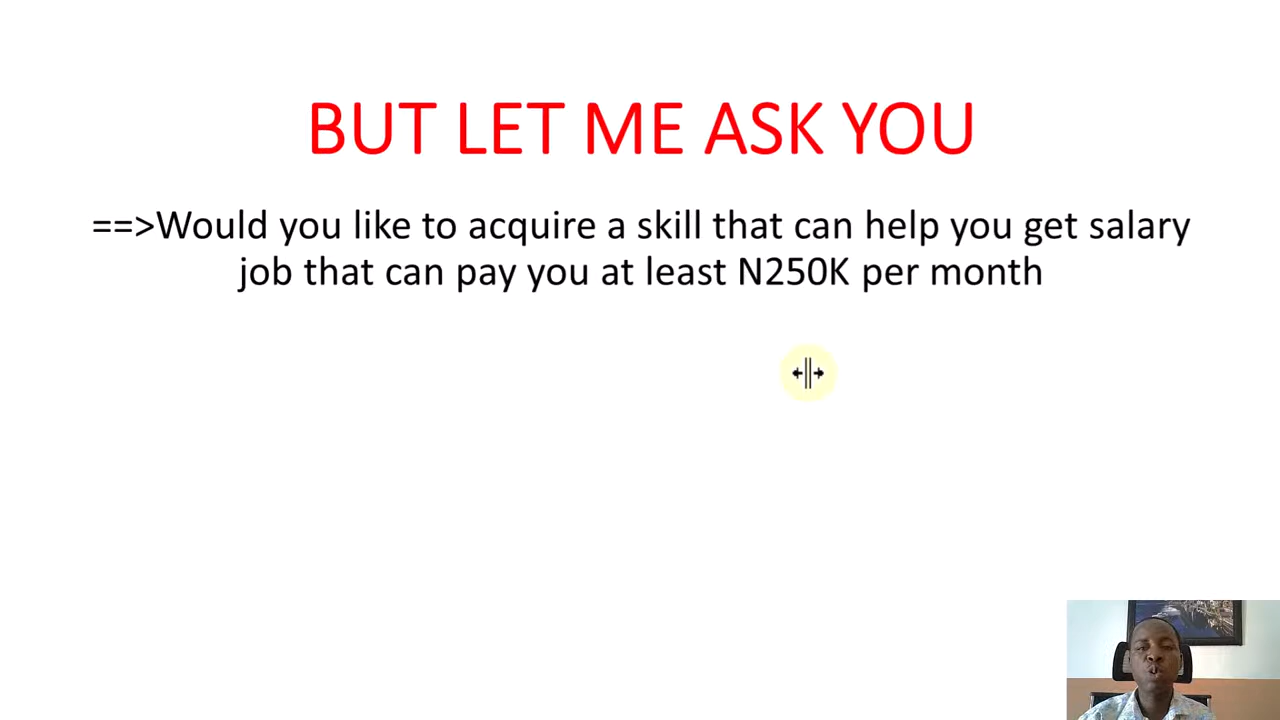 BUT LET ME ASK YOU
==>Would you like to acquire a skill that can help you get salary
job that can pay you at least N250K per month